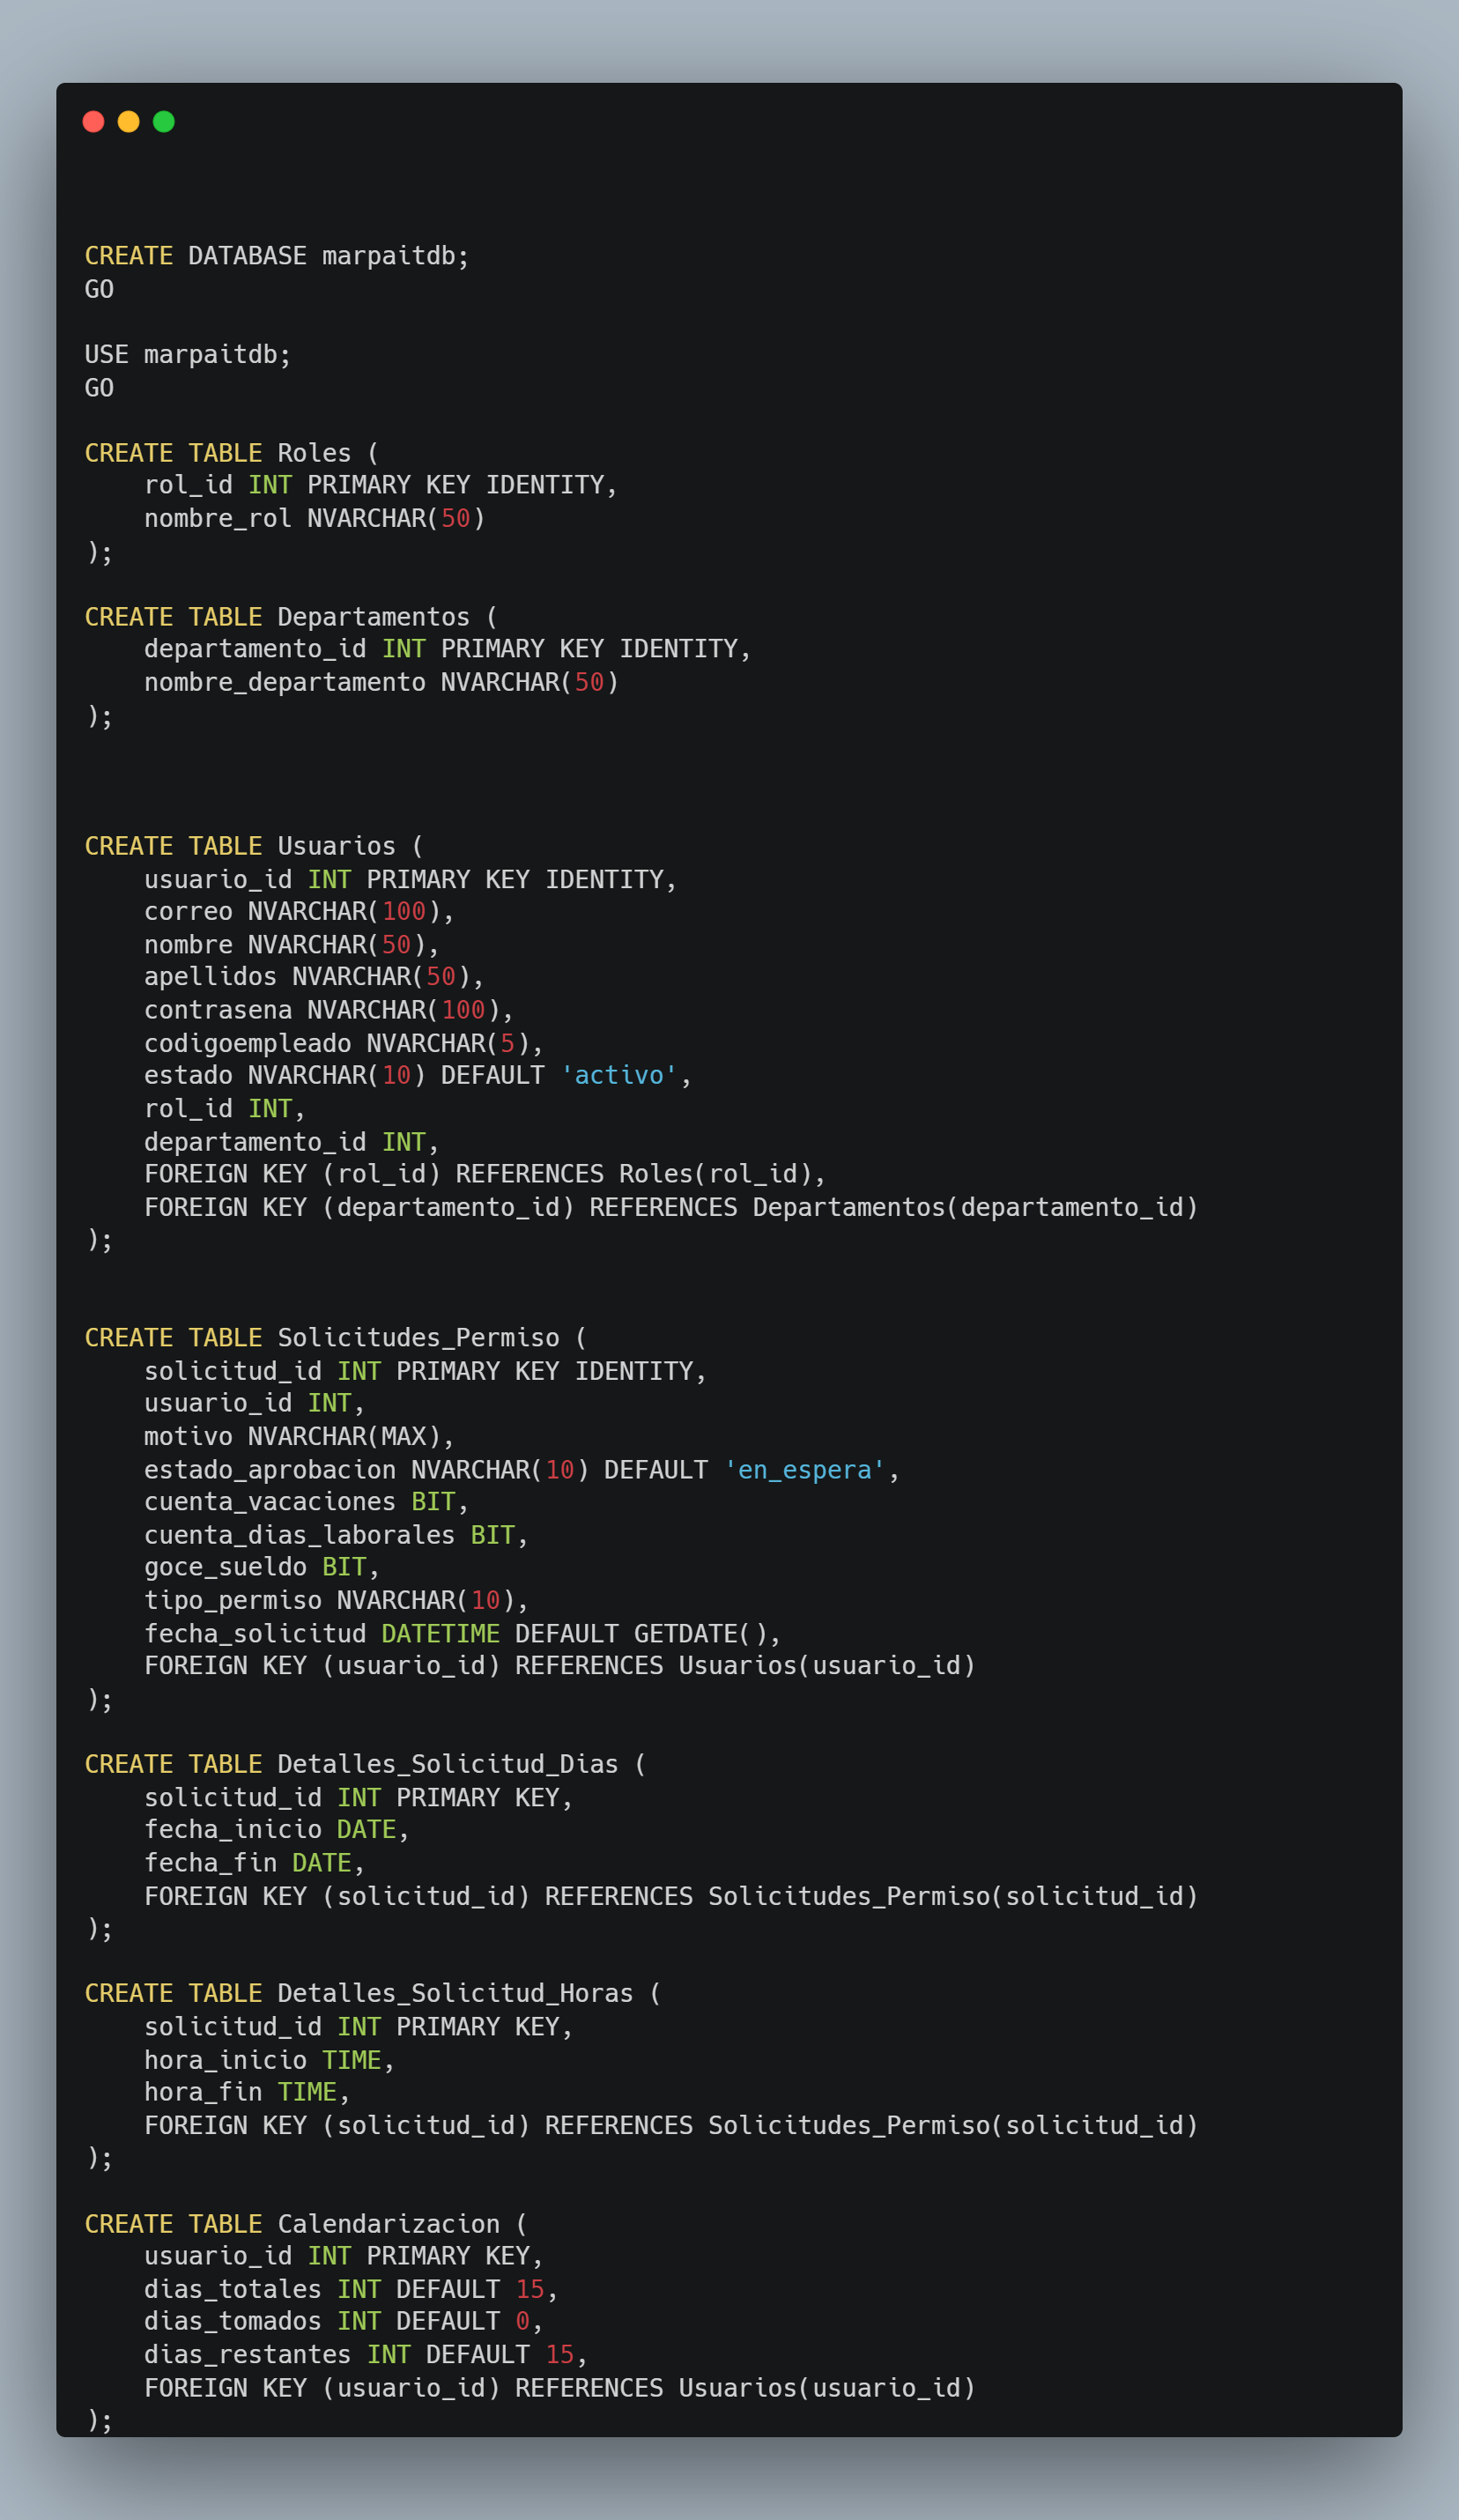 CREATE DATABASE marpaitdb;
GO
USE marpaitdb;
GO
CREATE TABLE Roles (
    rol_id INT PRIMARY KEY IDENTITY,
    nombre_rol NVARCHAR(50)
);
CREATE TABLE Departamentos (
    departamento_id INT PRIMARY KEY IDENTITY,
    nombre_departamento NVARCHAR(50)
);
CREATE TABLE Usuarios (
    usuario_id INT PRIMARY KEY IDENTITY,
    correo NVARCHAR(100),
    nombre NVARCHAR(50),
    apellidos NVARCHAR(50),
    contrasena NVARCHAR(100),
    codigoempleado NVARCHAR(5),
    estado NVARCHAR(10) DEFAULT 'activo',
    rol_id INT,
    departamento_id INT,
    FOREIGN KEY (rol_id) REFERENCES Roles(rol_id),
    FOREIGN KEY (departamento_id) REFERENCES Departamentos(departamento_id)
);
CREATE TABLE Solicitudes_Permiso (
    solicitud_id INT PRIMARY KEY IDENTITY,
    usuario_id INT,
    motivo NVARCHAR(MAX),
    estado_aprobacion NVARCHAR(10) DEFAULT 'en_espera',
    cuenta_vacaciones BIT,
    cuenta_dias_laborales BIT,
    goce_sueldo BIT,
    tipo_permiso NVARCHAR(10),
    fecha_solicitud DATETIME DEFAULT GETDATE(),
    FOREIGN KEY (usuario_id) REFERENCES Usuarios(usuario_id)
);
CREATE TABLE Detalles_Solicitud_Dias (
    solicitud_id INT PRIMARY KEY,
    fecha_inicio DATE,
    fecha_fin DATE,
    FOREIGN KEY (solicitud_id) REFERENCES Solicitudes_Permiso(solicitud_id)
);
CREATE TABLE Detalles_Solicitud_Horas (
    solicitud_id INT PRIMARY KEY,
    hora_inicio TIME,
    hora_fin TIME,
    FOREIGN KEY (solicitud_id) REFERENCES Solicitudes_Permiso(solicitud_id)
);
CREATE TABLE Calendarizacion (
    usuario_id INT PRIMARY KEY,
    dias_totales INT DEFAULT 15,
    dias_tomados INT DEFAULT 0,
    dias_restantes INT DEFAULT 15,
    FOREIGN KEY (usuario_id) REFERENCES Usuarios(usuario_id)
);